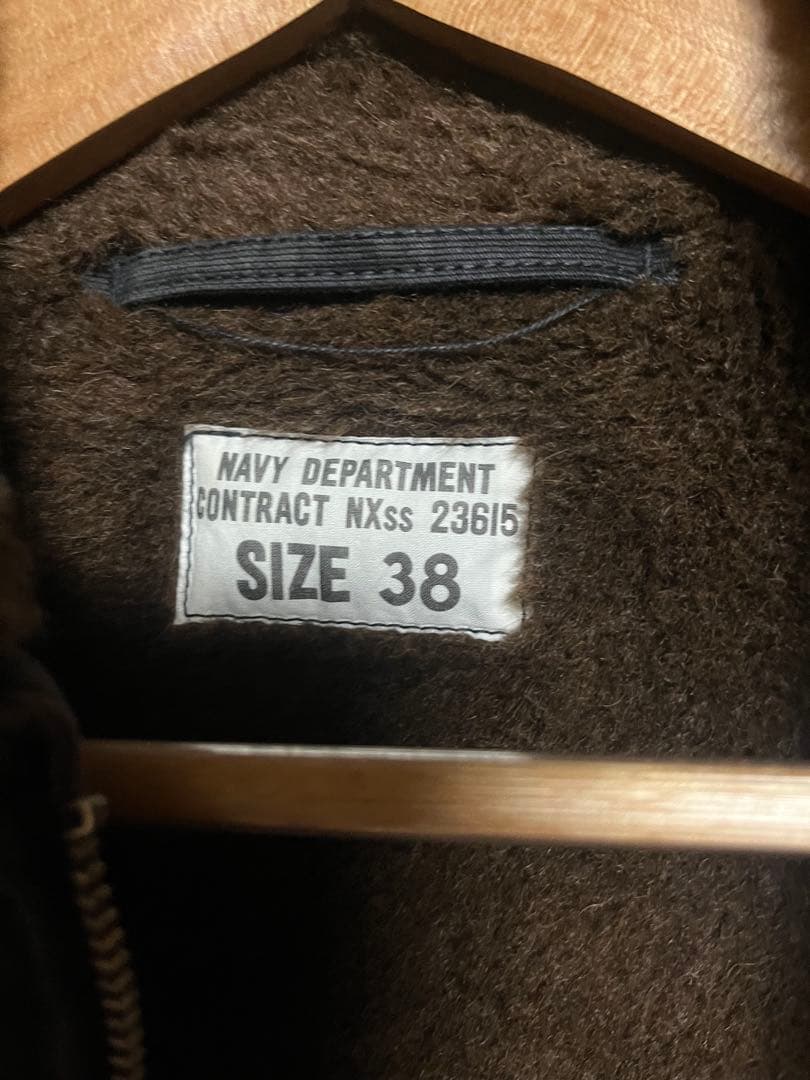 NAVY DEPARTMENT
CONTRACT NXss 23615
SIZE 38